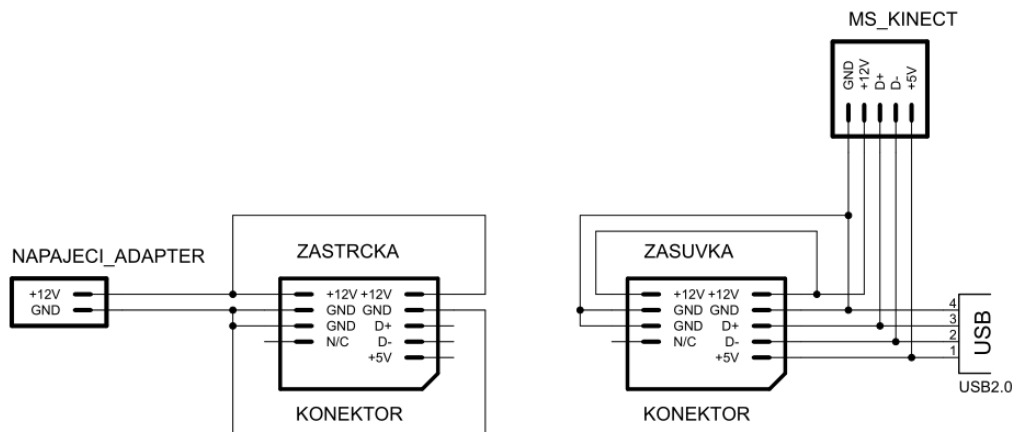 MS_KINECT
GND
+12V
D+
D-
+5V
NAPAJECI_ADAPTER
+12V
GND
ZASTRCKA
+12V +12V
GND GND
GND D+
N/C D-
+5V
KONEKTOR
ZASUVKA
+12V +12V
GND GND
GND D+
N/C D-
+5V
KONEKTOR
4
3
2
1
USB
USB2.0